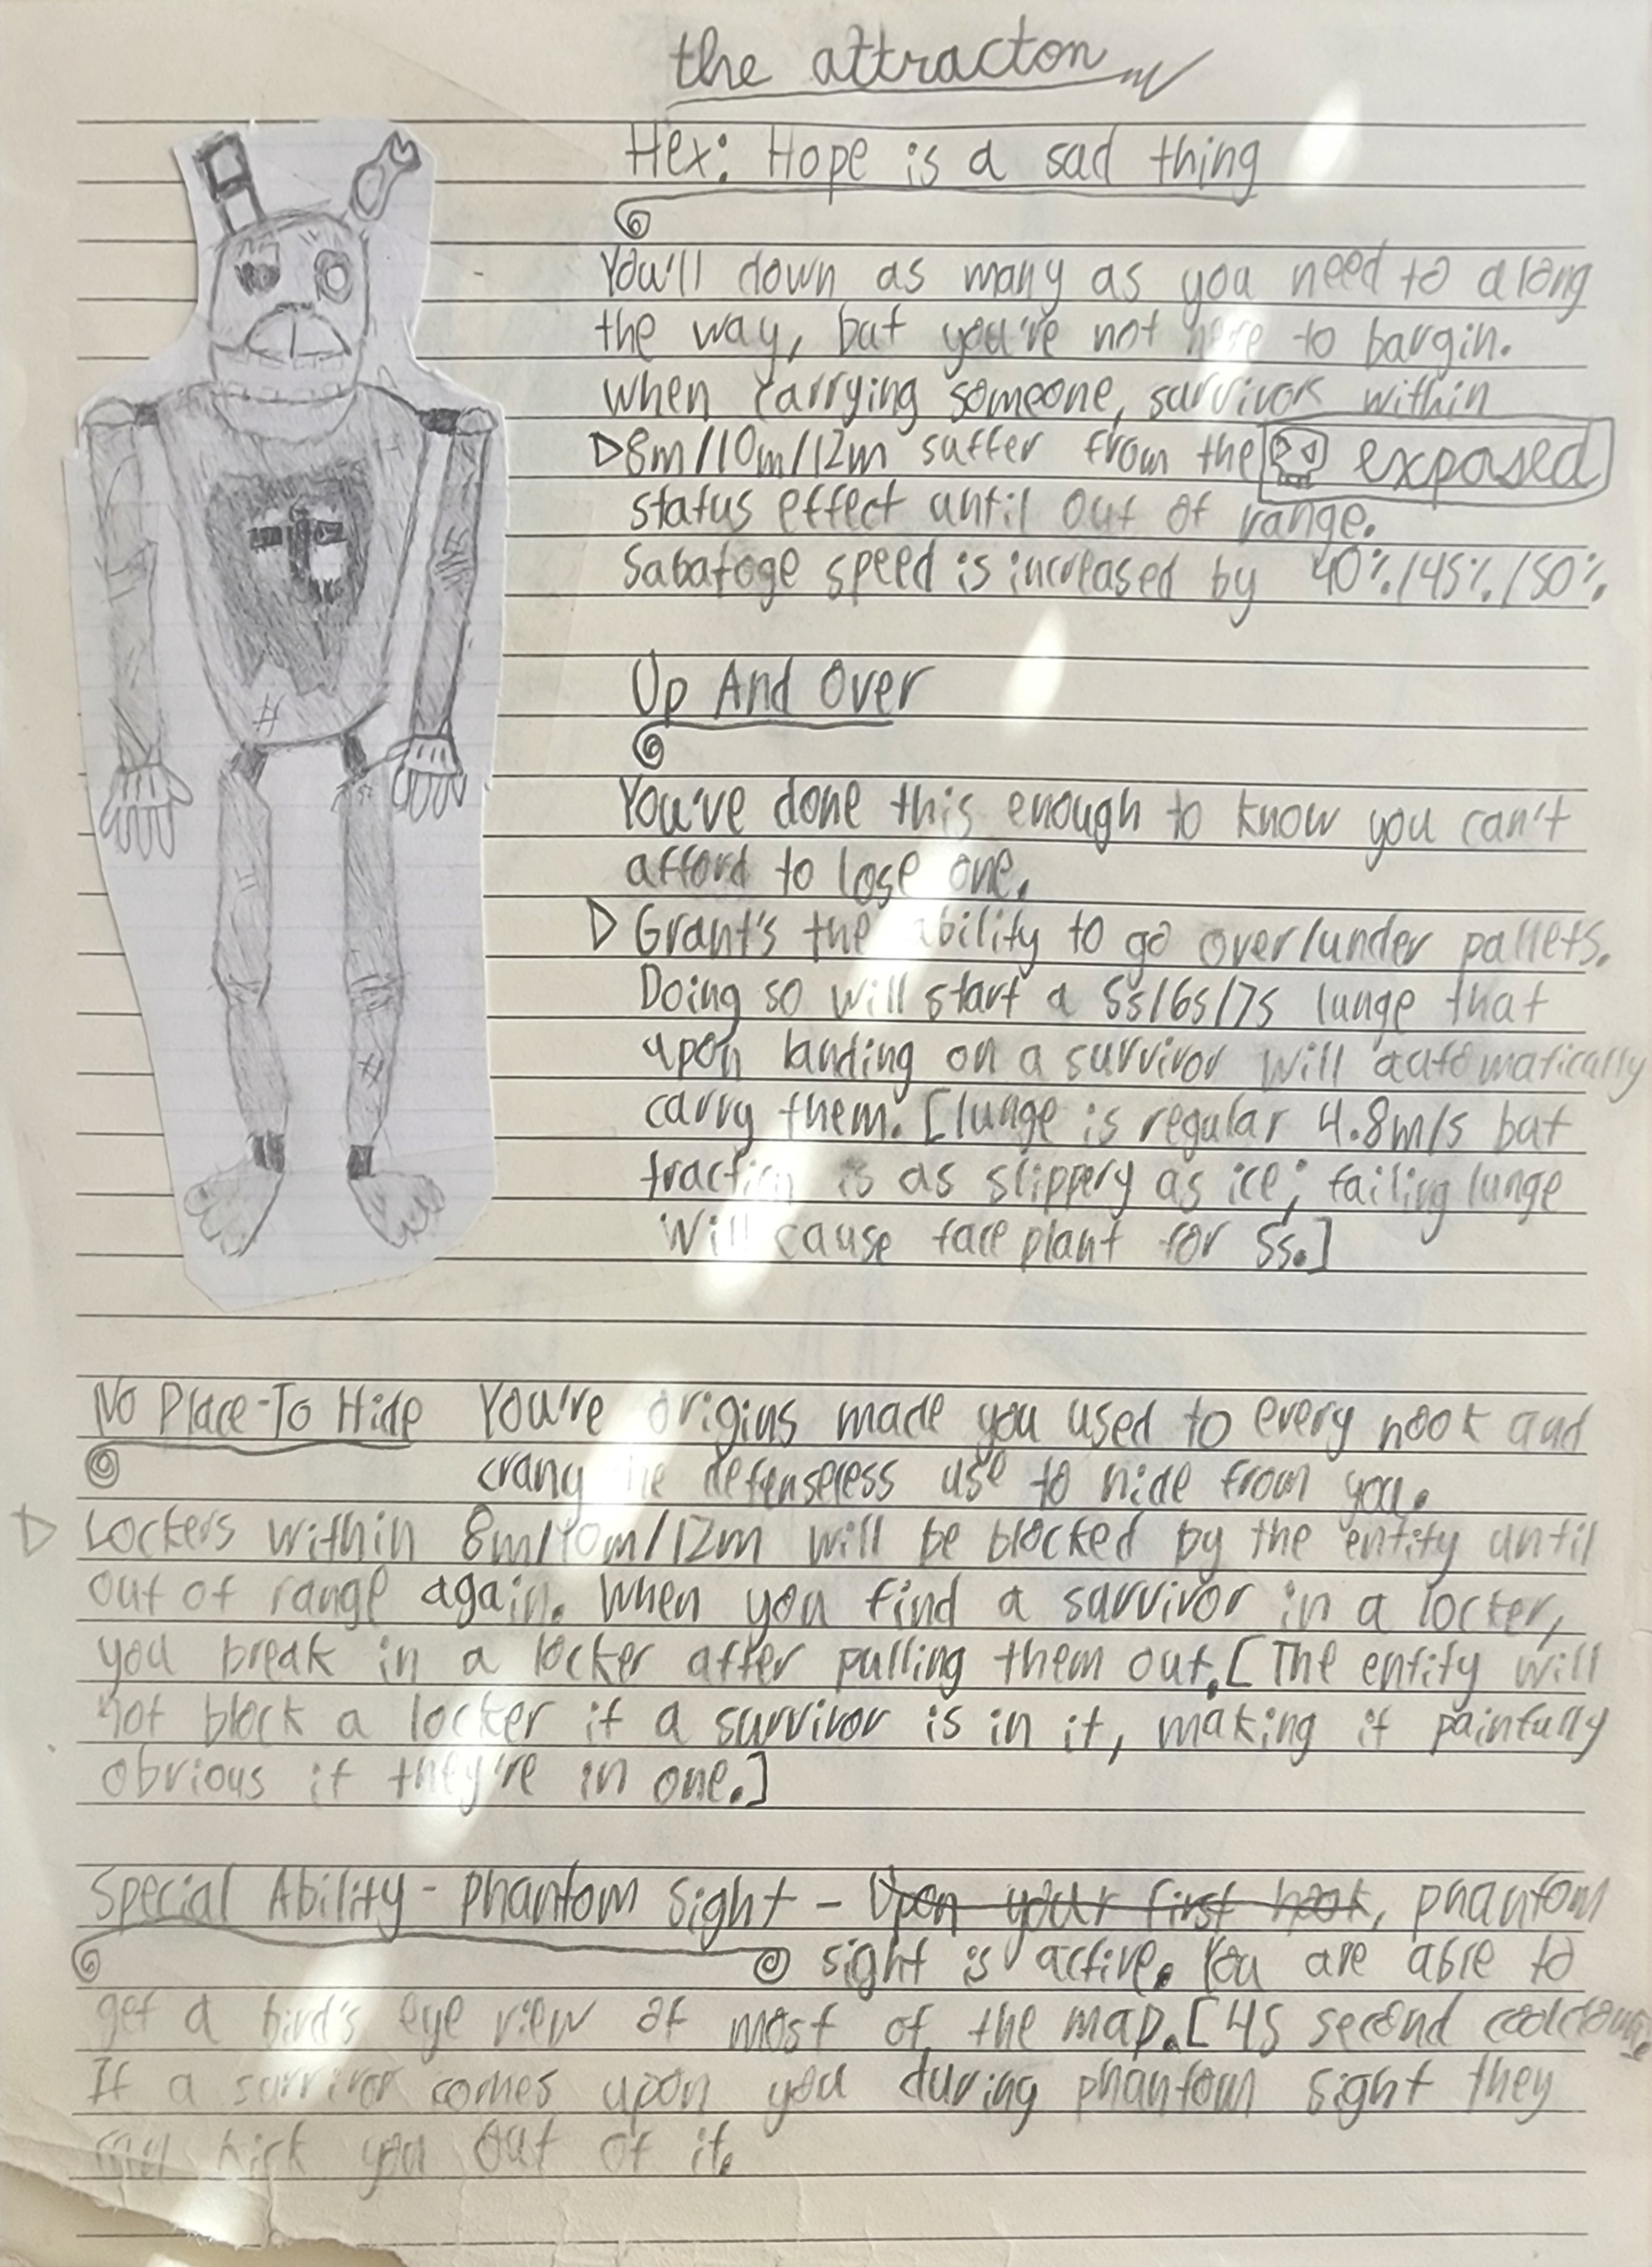 the attracton
Hex: Hope is a sad thing
You'll down as many as you need to along
the way, but you're not here to bargin.
when carrying someone, survivors within
8m/10m/12m suffer from the exposed
status effect until out of range.
Sabatoge speed is increased by 40%/45%/50%.
Up And Over
You've done this enough to know you can't
afford to lose one.
Grant's the ability to go over/under pallets.
Doing so will start a 5s/6s/7s lunge that
upon landing on a survivor will automatically
carry them. [lunge is regular 4.8m/s but
traction is as slippery as ice; failing lunge
will cause face plant for 5s.]
No Place-To Hide You're origins made you used to every nook and
crany the defenseless use to hide from you.
Lockers within 8m/10m/12m will be blocked by the entity until
out of range again. When you find a survivor in a locker,
you break in a locker after pulling them out. [The entity will
not block a locker if a survivor is in it, making it painfully
obvious if they're in one.]
Special Ability - Phantom Sight - Upon your first hook, phantom
sight is active. You are able to
get a bird's eye view of most of the map. [45 second cooldown.
If a survivor comes upon you during phantom sight they
kick you out of it.